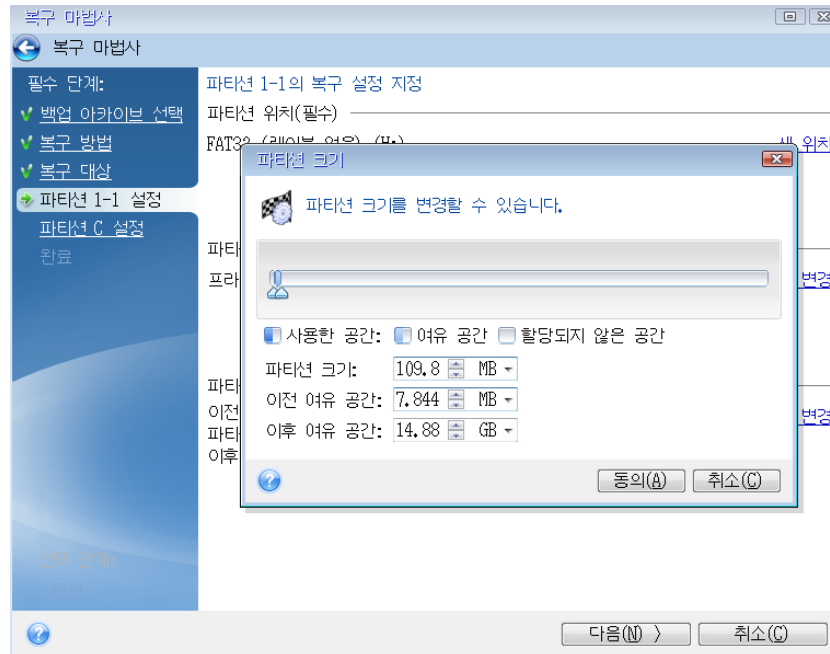 복구 마법사
복구 마법사
필수 단계:
백업 아카이브 선택
복구 방법
복구 대상
파티션 1-1 설정
파티션 C 설정
완료
파티션 1-1의 복구 설정 지정
파티션 위치(필수)
FAT32
새 위치
변경
변경
이전
이후
파티션 크기
파티션 크기를 변경할 수 있습니다.
사용한 공간: 여유 공간 할당되지 않은 공간
파티션 크기: 109.8 MB
이전 여유 공간: 7.844 MB
이후 여유 공간: 14.88 GB
동의(A) 취소(C)
다음(N) > 취소(C)